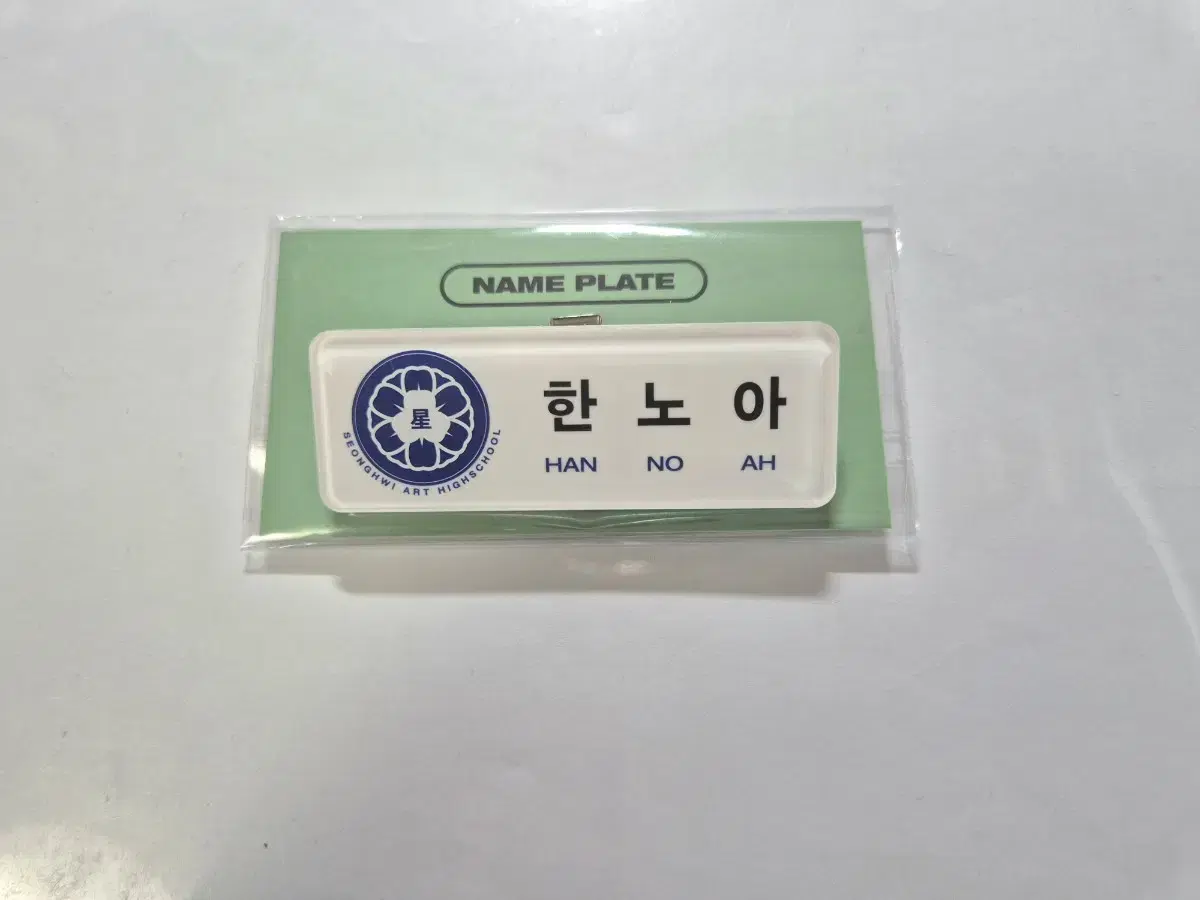 NAME PLATE
星
SEONGHWI ART HIGHSCHOOL
한 노 아
HAN NO AH